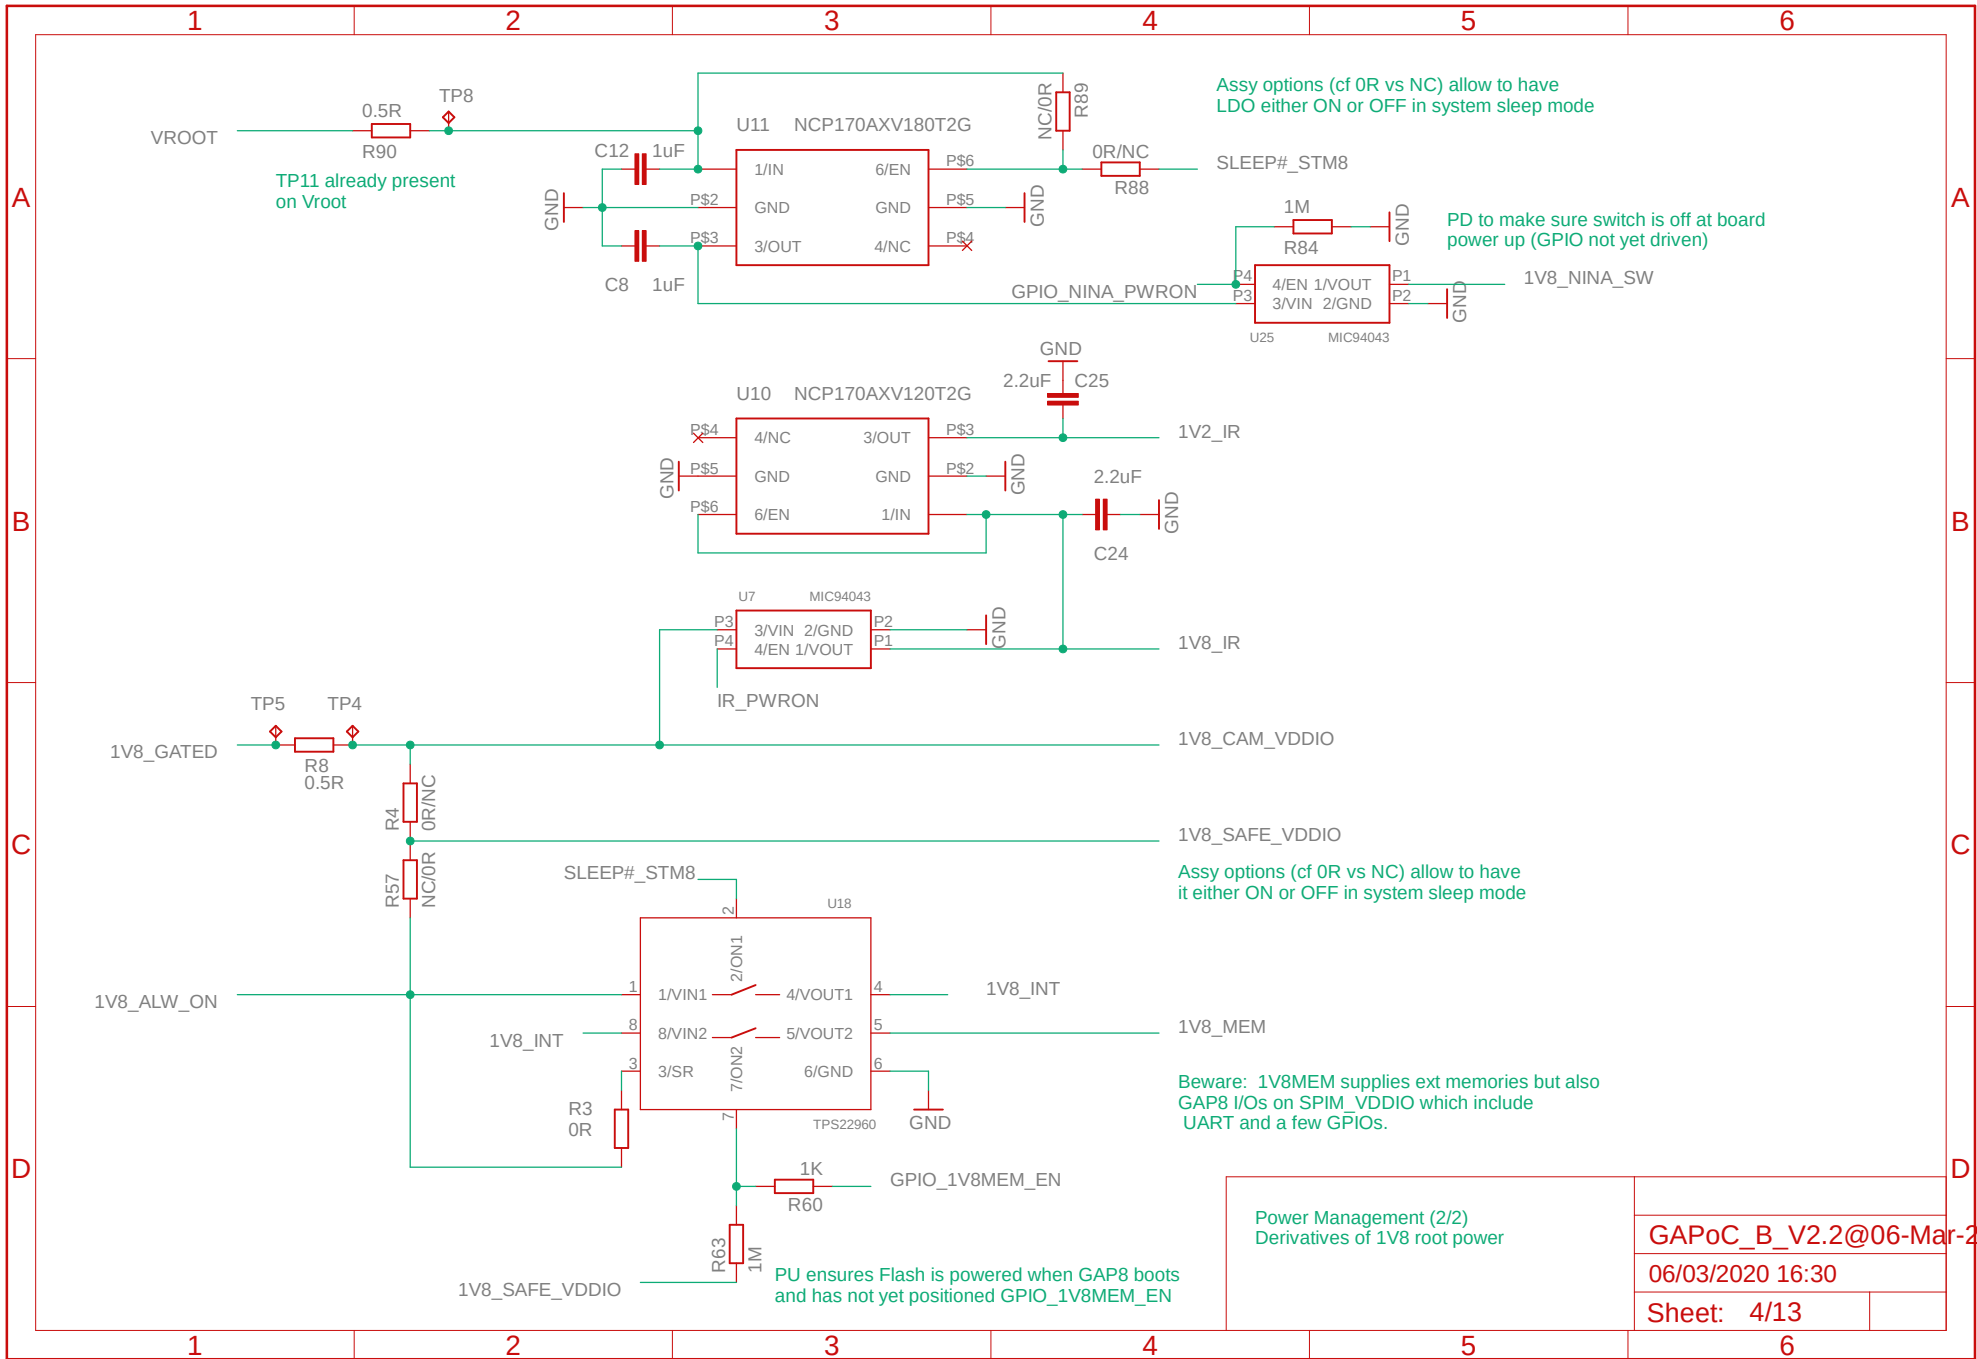 1 2 3 4 5 6
A
B
C
D
A
B
C
D
VROOT
0.5R
R90
TP8
TP11 already present
on Vroot
C12 1uF
GND
C8 1uF
U11 NCP170AXV180T2G
1/IN
GND
3/OUT
6/EN
GND
4/NC
P$2
P$3
P$6
P$5
P$4
GND
NC/0R
R89
0R/NC
R88
SLEEP#_STM8
Assy options (cf 0R vs NC) allow to have
LDO either ON or OFF in system sleep mode
1M
R84
GND
PD to make sure switch is off at board
power up (GPIO not yet driven)
GPIO_NINA_PWRON
P4
P3
4/EN 1/VOUT
3/VIN 2/GND
P1
P2
GND
1V8_NINA_SW
U25 MIC94043
GND
2.2uF C25
U10 NCP170AXV120T2G
P$4
P$5
P$6
GND
4/NC
GND
6/EN
3/OUT
GND
1/IN
P$3
P$2
GND
1V2_IR
2.2uF
C24
GND
U7 MIC94043
P3
P4
3/VIN 2/GND
4/EN 1/VOUT
P2
P1
GND
1V8_IR
IR_PWRON
TP5 TP4
1V8_GATED
R8
0.5R
1V8_CAM_VDDIO
R4
0R/NC
1V8_SAFE_VDDIO
R57
NC/0R
Assy options (cf 0R vs NC) allow to have
it either ON or OFF in system sleep mode
SLEEP#_STM8
U18
2
2/ON1
1V8_ALW_ON
1
1/VIN1
4/VOUT1
4
1V8_INT
1V8_INT
8
8/VIN2
5/VOUT2
5
1V8_MEM
3
3/SR
7/ON2
6/GND
6
7
TPS22960
GND
R3
0R
Beware: 1V8MEM supplies ext memories but also
GAP8 I/Os on SPIM_VDDIO which include
UART and a few GPIOs.
1K
R60
GPIO_1V8MEM_EN
R63
1M
1V8_SAFE_VDDIO
PU ensures Flash is powered when GAP8 boots
and has not yet positioned GPIO_1V8MEM_EN
Power Management (2/2)
Derivatives of 1V8 root power
GAPoC_B_V2.2@06-Mar-2
06/03/2020 16:30
Sheet: 4/13
1 2 3 4 5 6